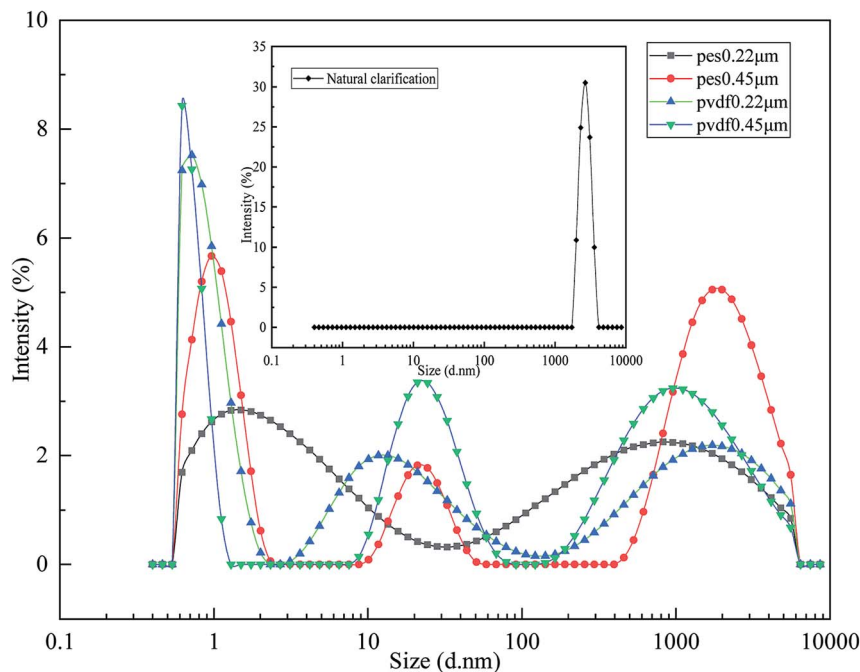 10
8
6
4
2
0
Intensity (%)
0.1
1
10
100
1000
10000
Size (d.nm)
pes0.22μm
pes0.45μm
pvdf0.22μm
pvdf0.45μm
35
30
25
20
15
10
5
0
Intensity (%)
Natural clarification
0.1
1
10
100
1000
10000
Size (d.nm)